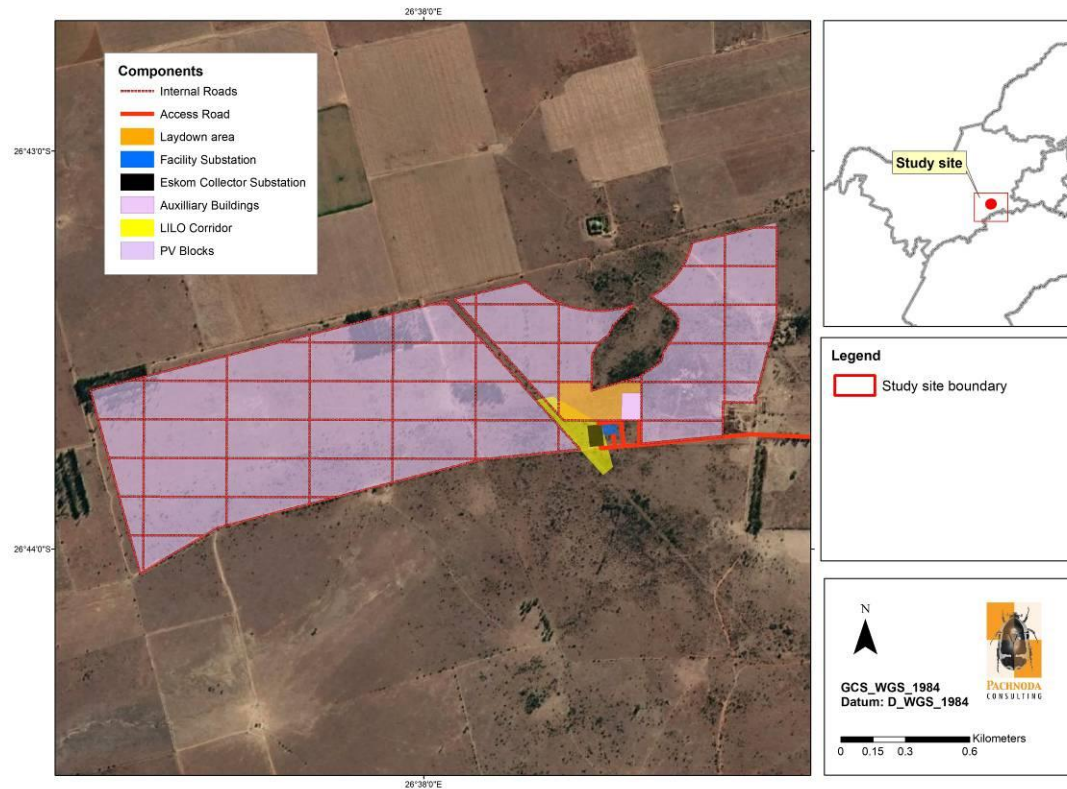 26°38'0"E
Components
Internal Roads
Access Road
Laydown area
Facility Substation
Eskom Collector Substation
Auxilliary Buildings
LILO Corridor
PV Blocks
26°43'0"S
26°44'0"S
26°38'0"E
Study site
Legend
Study site boundary
N
GCS_WGS_1984
Datum: D_WGS_1984
PACHNODA
CONSULTING
Kilometers
0 0.15 0.3 0.6